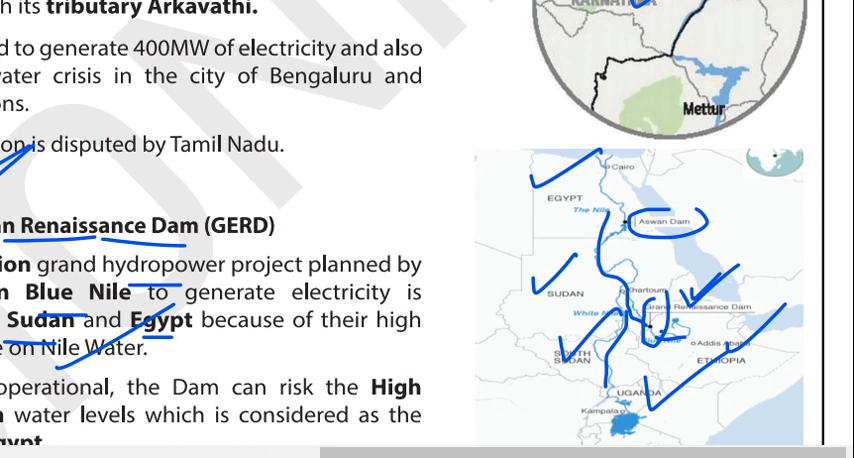 h its tributary Arkavathi.
d to generate 400MW of electricity and also
ater crisis in the city of Bengaluru and
ons.
on is disputed by Tamil Nadu.
an Renaissance Dam (GERD)
ion grand hydropower project planned by
n Blue Nile to generate electricity is
Sudan and Egypt because of their high
e on Nile Water.
operational, the Dam can risk the High
water levels which is considered as the
gypt
KARNATAKA
Mettur
Cairo
EGYPT
The Nile
Aswan Dam
Khartoum
SUDAN
Grand Renaissance Dam
White Nile
Addis Ababa
SOUTH
SUDAN
ETHIOPIA
UGANDA
Kampala